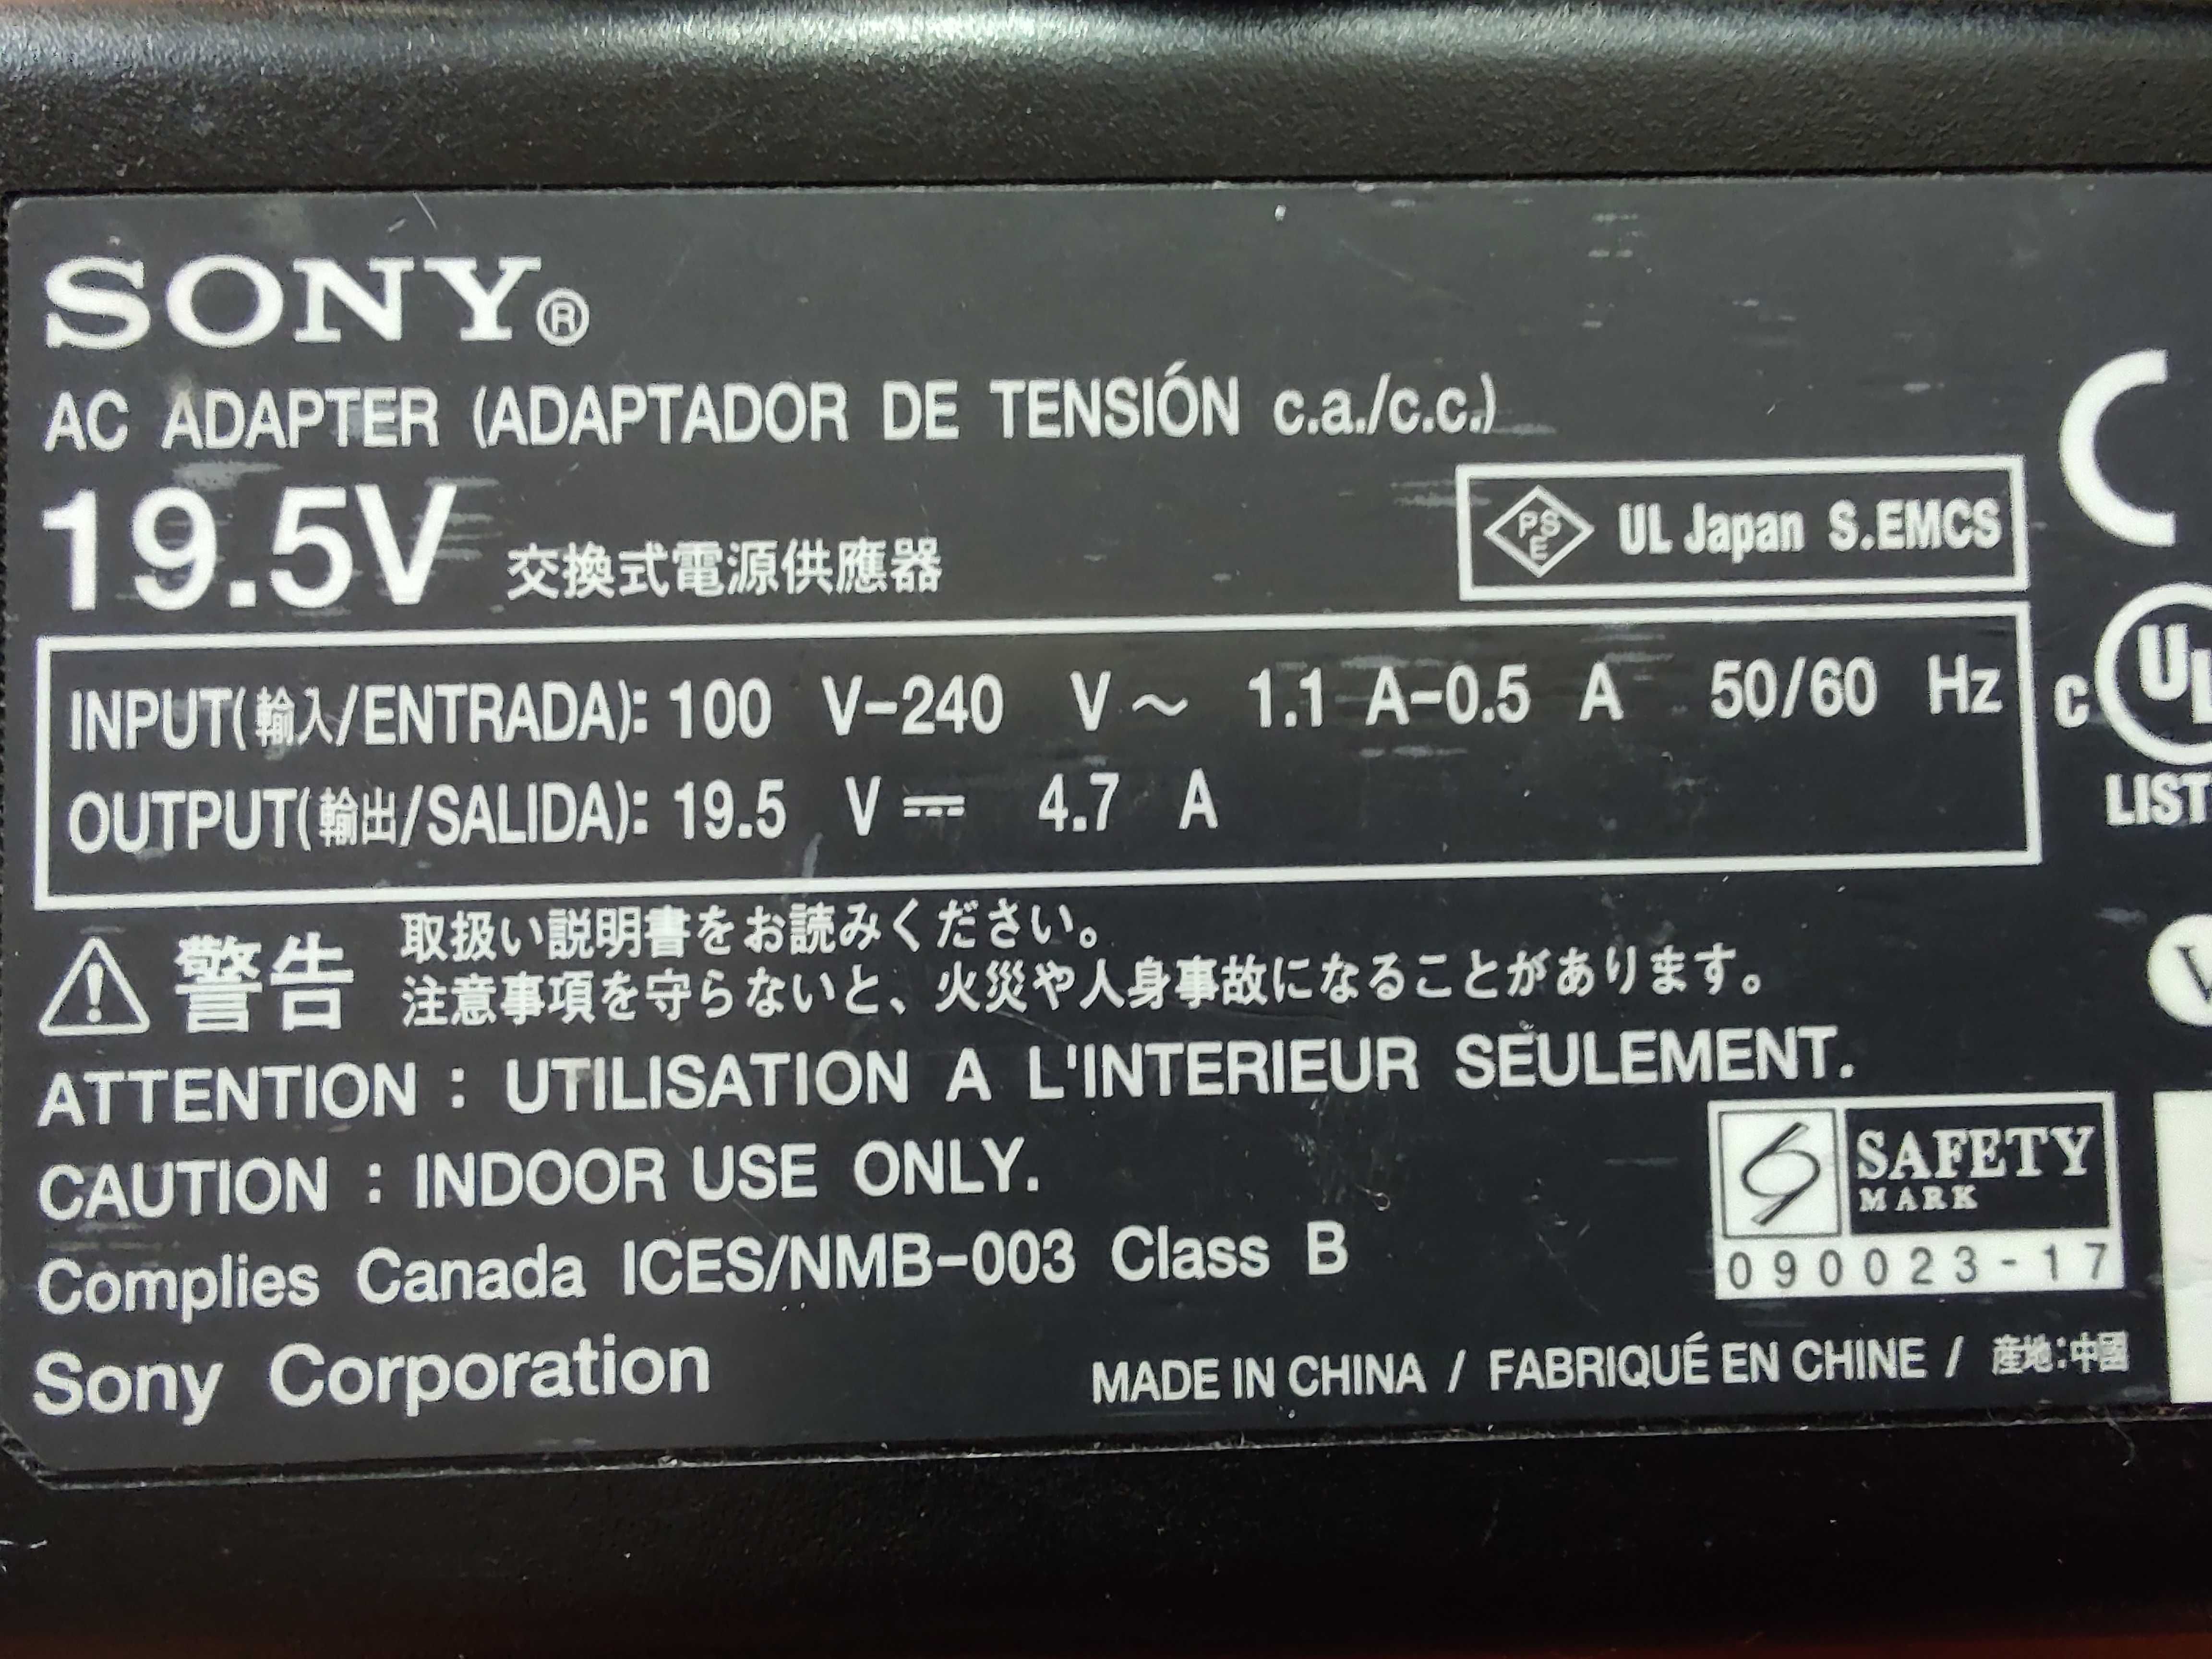 SONY®
AC ADAPTER (ADAPTADOR DE TENSIÓN c.a./c.c.)
19.5V 交換式電源供應器
PSE UL Japan S.EMCS
INPUT(輸入/ENTRADA): 100 V-240 V～ 1.1 A-0.5 A 50/60 Hz
OUTPUT(輸出/SALIDA): 19.5 V⎓ 4.7 A
C UL
LIST
警告 取扱い説明書をお読みください。
注意事項を守らないと、火災や人身事故になることがあります。
ATTENTION : UTILISATION A L'INTERIEUR SEULEMENT.
CAUTION : INDOOR USE ONLY.
SAFETY
MARK
090023-17
Complies Canada ICES/NMB-003 Class B
Sony Corporation
MADE IN CHINA / FABRIQUÉ EN CHINE / 産地:中國